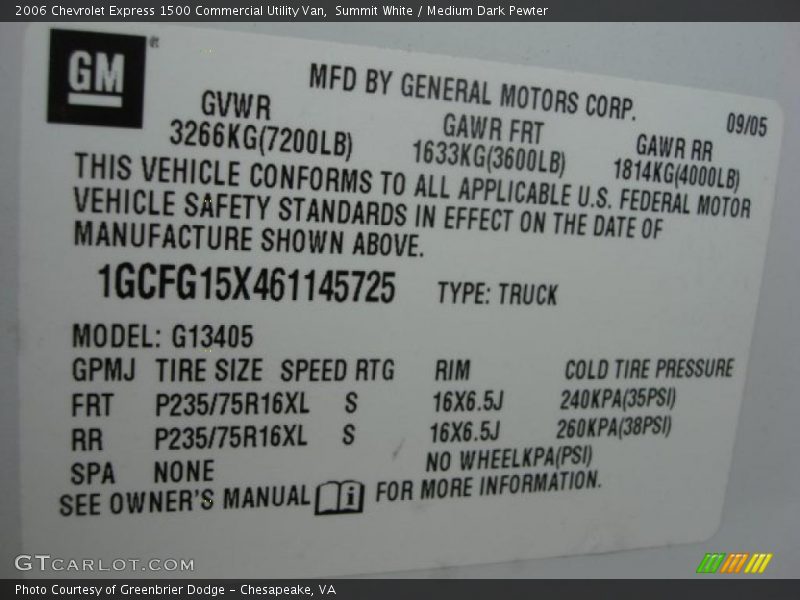 2006 Chevrolet Express 1500 Commercial Utility Van,  Summit White / Medium Dark Pewter
GM
MFD BY GENERAL MOTORS CORP.
09/05
GVWR GAWR FRT GAWR RR
3266KG(7200LB) 1633KG(3600LB) 1814KG(4000LB)
THIS VEHICLE CONFORMS TO ALL APPLICABLE U.S. FEDERAL MOTOR
VEHICLE SAFETY STANDARDS IN EFFECT ON THE DATE OF
MANUFACTURE SHOWN ABOVE.
1GCFG15X461145725 TYPE: TRUCK
MODEL: G13405
GPMJ TIRE SIZE SPEED RTG RIM COLD TIRE PRESSURE
FRT P235/75R16XL S 16X6.5J 240KPA(35PSI)
RR P235/75R16XL S 16X6.5J 260KPA(38PSI)
SPA NONE NO WHEELKPA(PSI)
SEE OWNER'S MANUAL i FOR MORE INFORMATION.
GTCARLOT.COM
Photo Courtesy of Greenbrier Dodge - Chesapeake, VA